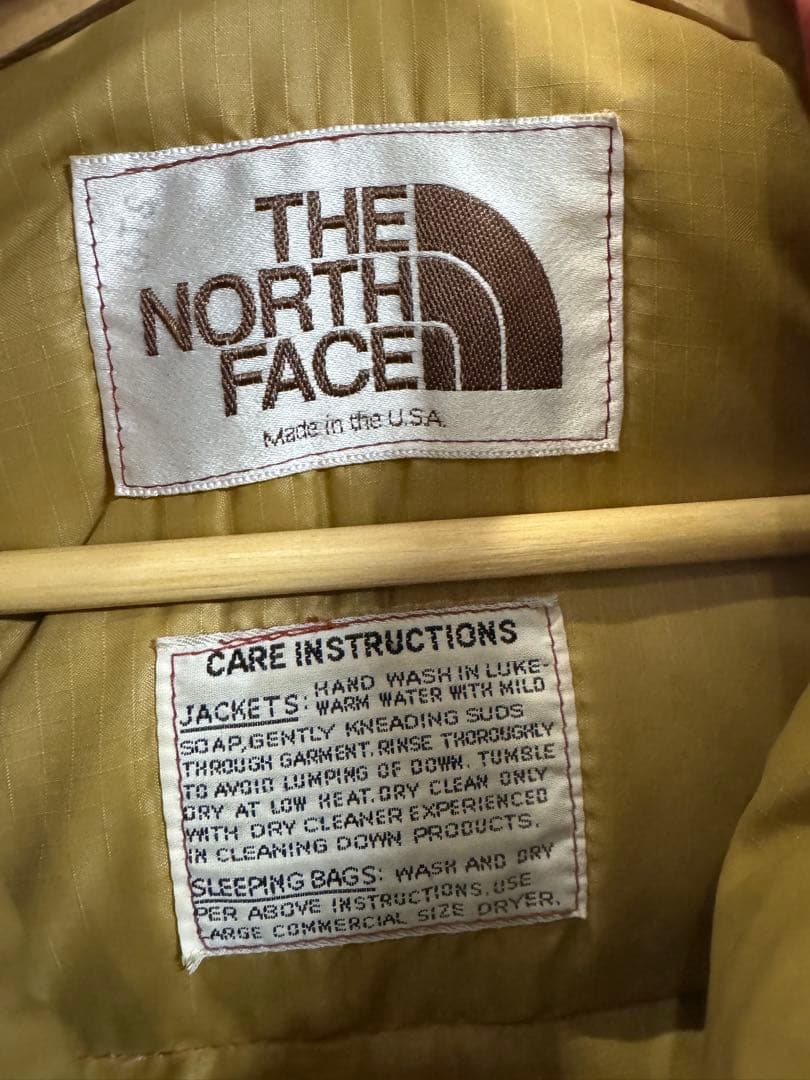 THE
NORTH
FACE
Made in the U.S.A.
CARE INSTRUCTIONS
JACKETS: HAND WASH IN LUKE-
WARM WATER WITH MILD
SOAP, GENTLY KNEADING SUDS
THROUGH GARMENT. RINSE THOROUGHLY
TO AVOID LUMPING OF DOWN. TUMBLE
DRY AT LOW HEAT. DRY CLEAN ONLY
WITH DRY CLEANER EXPERIENCED
IN CLEANING DOWN PRODUCTS.
SLEEPING BAGS: WASH AND DRY
PER ABOVE INSTRUCTIONS. USE
LARGE COMMERCIAL SIZE DRYER.